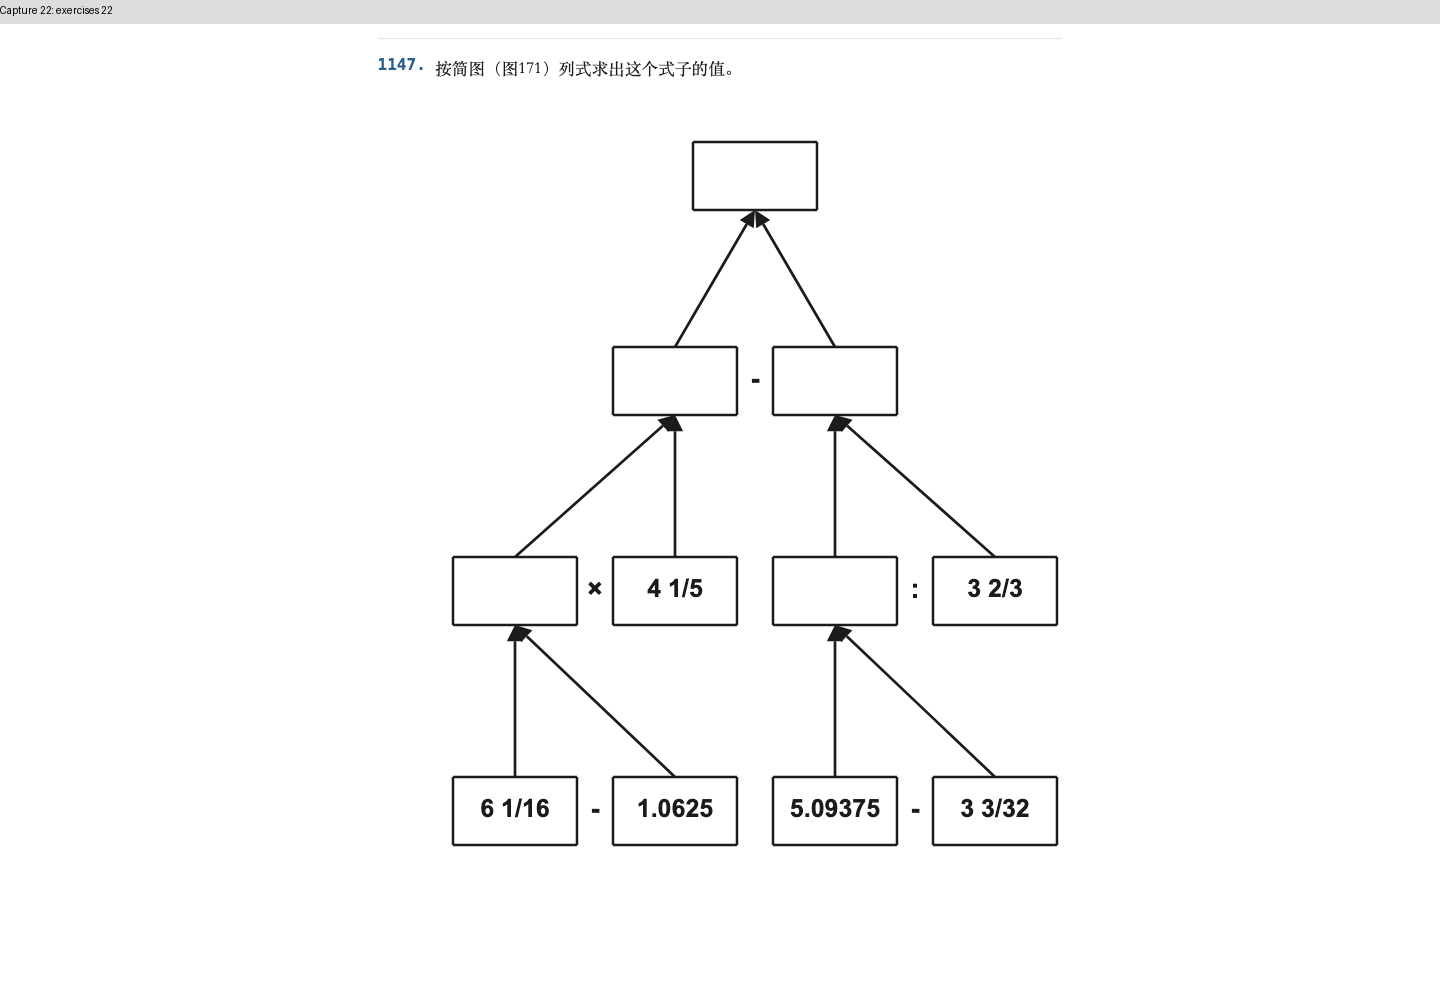 Capture 22: exercises 22
1147. 按简图（图171）列式求出这个式子的值。
-
× 4 1/5 : 3 2/3
6 1/16 - 1.0625 5.09375 - 3 3/32